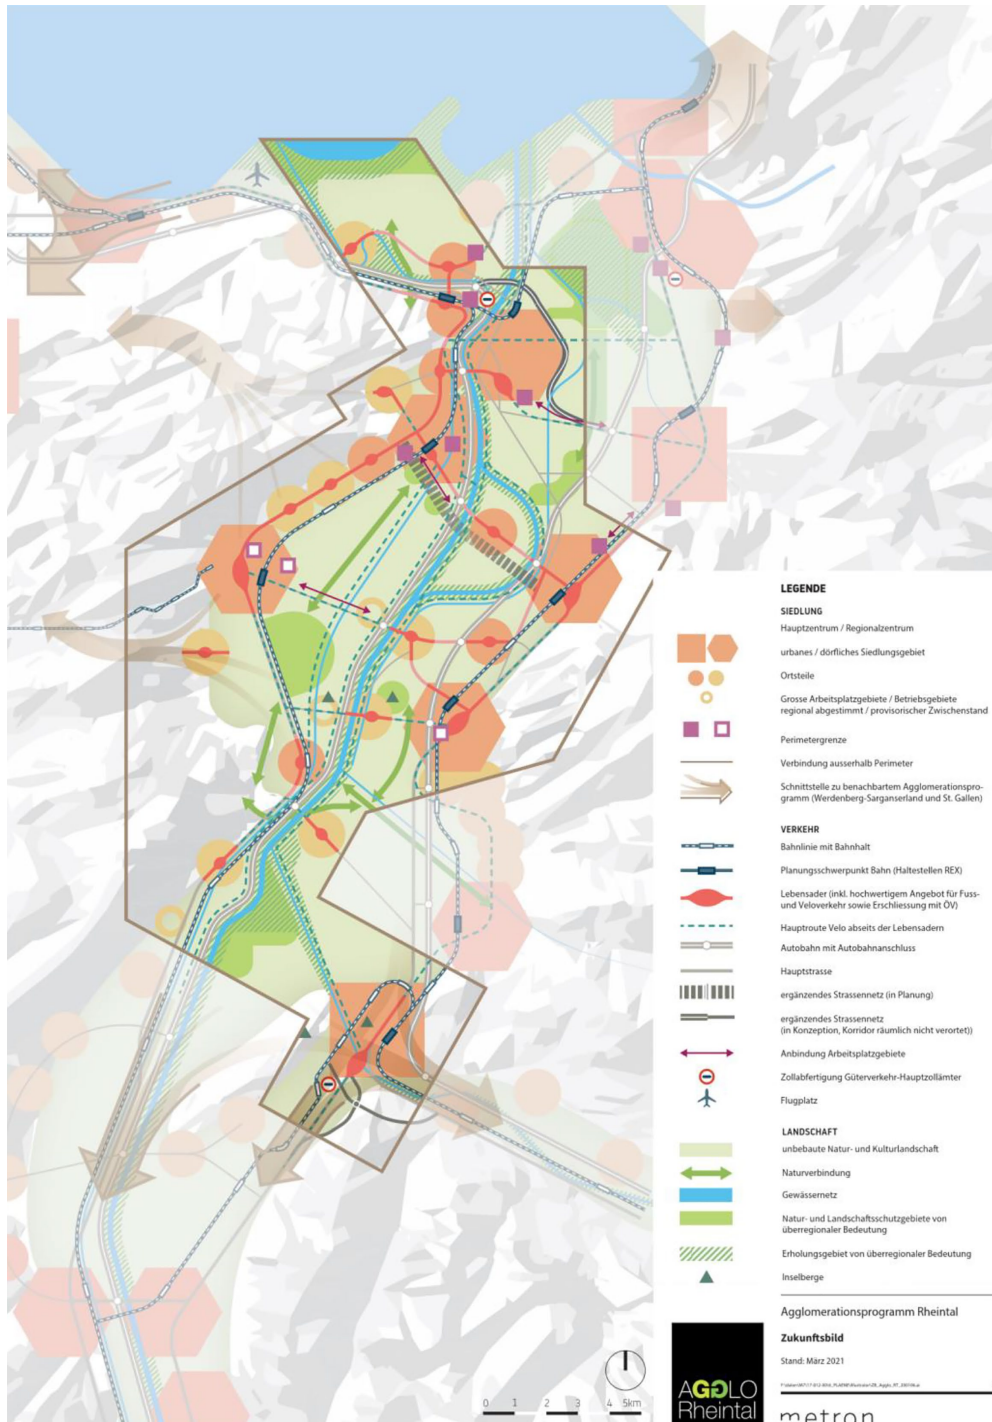 LEGENDE
SIEDLUNG
Hauptzentrum / Regionalzentrum
urbanes / dörfliches Siedlungsgebiet
Ortsteile
Grosse Arbeitsplatzgebiete / Betriebsgebiete
regional abgestimmt / provisorischer Zwischenstand
Perimetergrenze
Verbindung ausserhalb Perimeter
Schnittstelle zu benachbartem Agglomerationspro-
gramm (Werdenberg-Sarganserland und St. Gallen)
VERKEHR
Bahnlinie mit Bahnhalt
Planungsschwerpunkt Bahn (Haltestellen REX)
Lebensader (inkl. hochwertigem Angebot für Fuss-
und Veloverkehr sowie Erschliessung mit ÖV)
Hauptroute Velo abseits der Lebensadern
Autobahn mit Autobahnanschluss
Hauptstrasse
ergänzendes Strassennetz (in Planung)
ergänzendes Strassennetz
(in Konzeption, Korridor räumlich nicht verortet))
Anbindung Arbeitsplatzgebiete
Zollabfertigung Güterverkehr-Hauptzollämter
Flugplatz
LANDSCHAFT
unbebaute Natur- und Kulturlandschaft
Naturverbindung
Gewässernetz
Natur- und Landschaftsschutzgebiete von
überregionaler Bedeutung
Erholungsgebiet von überregionaler Bedeutung
Inselberge
Agglomerationsprogramm Rheintal
Zukunftsbild
Stand: März 2021
AGGLO
Rheintal
metron
0 1 2 3 4 5km